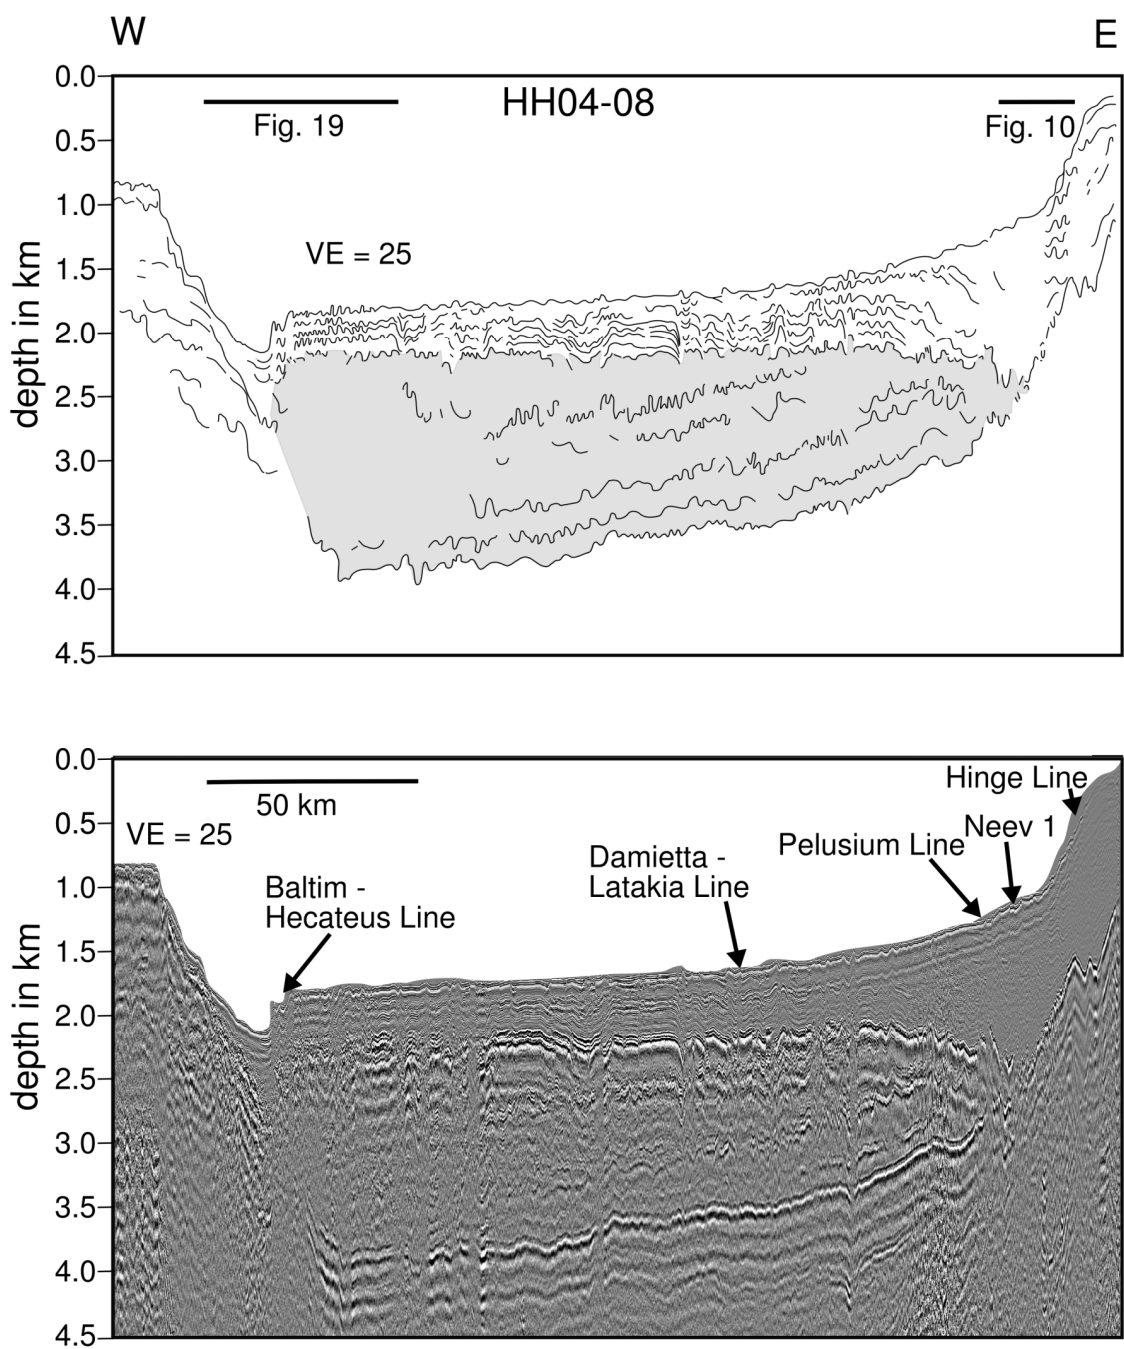 W
E
0.0
HH04-08
Fig. 19
Fig. 10
0.5
1.0
VE = 25
1.5
2.0
2.5
3.0
3.5
4.0
4.5
depth in km
0.0
Hinge Line
50 km
0.5
VE = 25
Neev 1
Pelusium Line
Damietta -
Latakia Line
1.0
Baltim -
Hecateus Line
1.5
2.0
2.5
3.0
3.5
4.0
4.5
depth in km